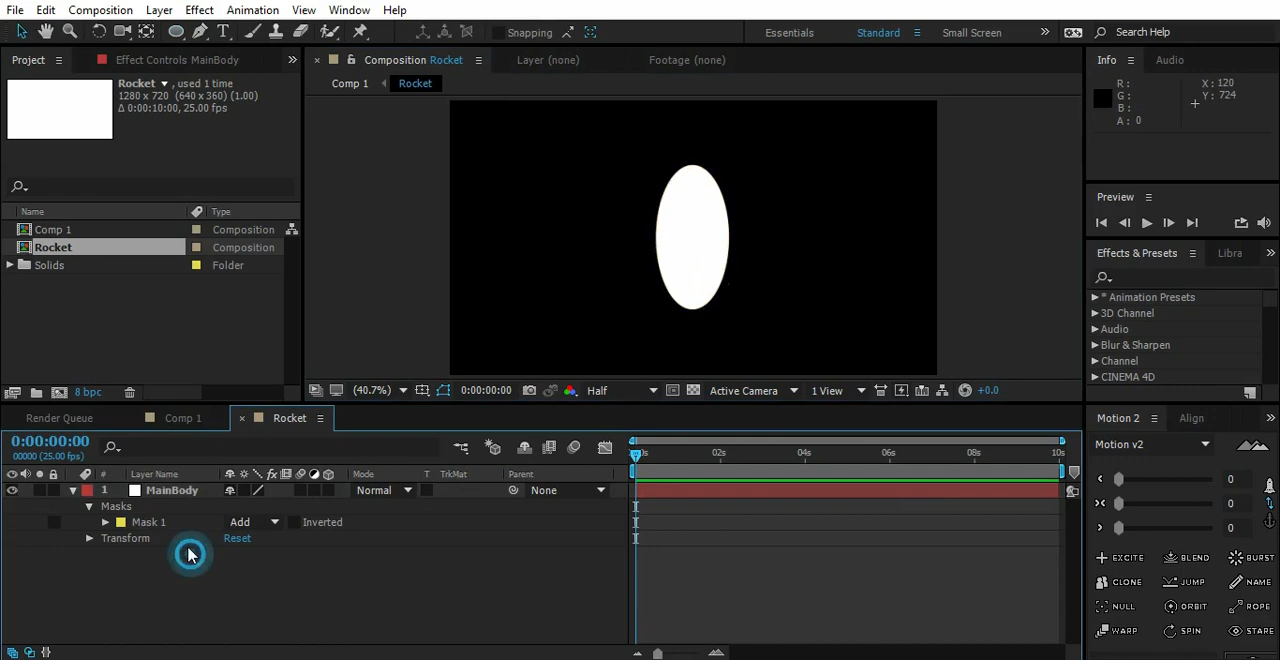 File Edit Composition Layer Effect Animation View Window Help
Snapping Essentials Standard Small Screen Search Help
Project Effect Controls MainBody
Rocket , used 1 time
1280 x 720 (640 x 360) (1.00)
Δ 0:00:10:00, 25.00 fps
Name Type
Comp 1 Composition
Rocket Composition
Solids Folder
8 bpc
Composition Rocket Layer (none) Footage (none)
Comp 1 Rocket
(40.7%) 0:00:00:00 Half Active Camera 1 View +0.0
Info Audio
R :
G :
B :
A : 0
X : 120
Y : 724
Preview
Effects & Presets Libra
* Animation Presets
3D Channel
Audio
Blur & Sharpen
Channel
CINEMA 4D
Render Queue Comp 1 Rocket
0:00:00:00
00000 (25.00 fps)
02s 04s 06s 08s 10s
# Layer Name Mode T TrkMat Parent
1 MainBody Normal None
Masks
Mask 1 Add Inverted
Transform Reset
Motion 2 Align
Motion v2
0
0
0
EXCITE BLEND BURST
CLONE JUMP NAME
NULL ORBIT ROPE
WARP SPIN STARE